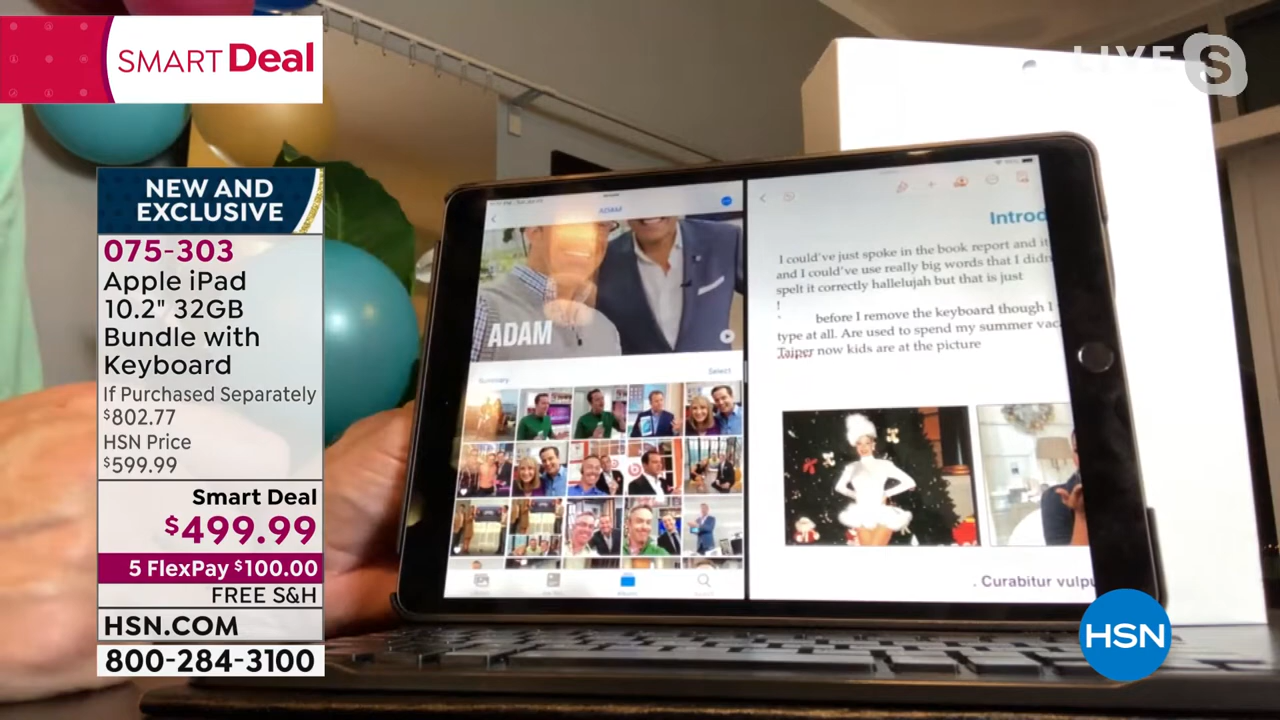 SMART Deal
LIVE S
NEW AND
EXCLUSIVE
075-303
Apple iPad
10.2" 32GB
Bundle with
Keyboard
If Purchased Separately
$802.77
HSN Price
$599.99
Smart Deal
$499.99
5 FlexPay $100.00
FREE S&H
HSN.COM
800-284-3100
ADAM
ADAM
Summary
Select
Introd
I could've just spoke in the book report and it
and I could've use really big words that I didn
spelt it correctly hallelujah but that is just
!
before I remove the keyboard though I
type at all. Are used to spend my summer vac
Taiper now kids are at the picture
. Curabitur vulpu
HSN